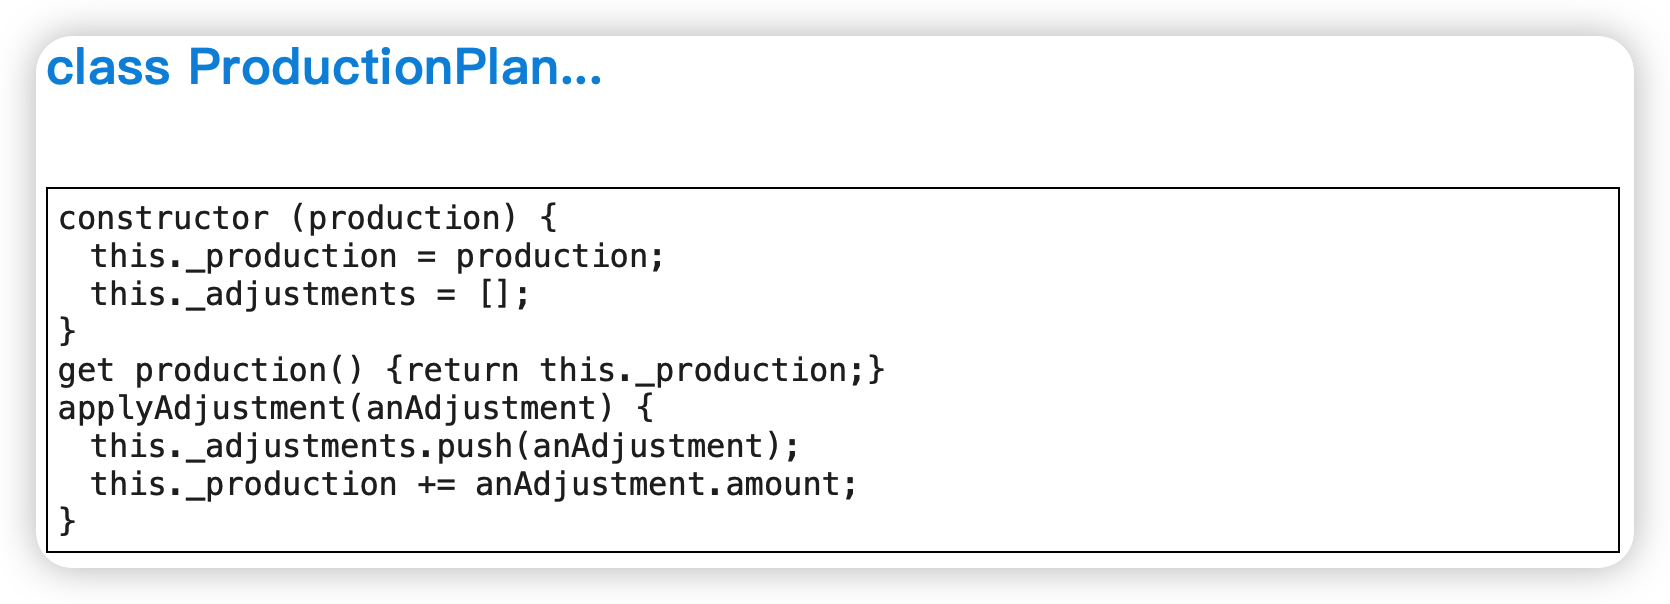 class ProductionPlan...
constructor (production) {
  this._production = production;
  this._adjustments = [];
}
get production() {return this._production;}
applyAdjustment(anAdjustment) {
  this._adjustments.push(anAdjustment);
  this._production += anAdjustment.amount;
}